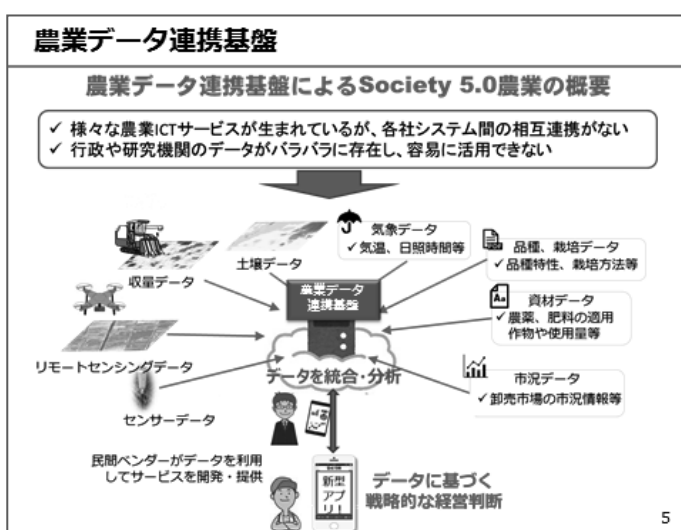 農業データ連携基盤
農業データ連携基盤によるSociety 5.0農業の概要
✓ 様々な農業ICTサービスが生まれているが、各社システム間の相互連携がない
✓ 行政や研究機関のデータがバラバラに存在し、容易に活用できない
収量データ
土壌データ
気象データ
✓ 気温、日照時間等
品種、栽培データ
✓ 品種特性、栽培方法等
農業データ
連携基盤
資材データ
✓ 農薬、肥料の適用
作物や使用量等
リモートセンシングデータ
データを統合・分析
市況データ
✓ 卸売市場の市況情報等
センサーデータ
民間ベンダーがデータを利用
してサービスを開発・提供
新型
アプ
リ！
データに基づく
戦略的な経営判断
5